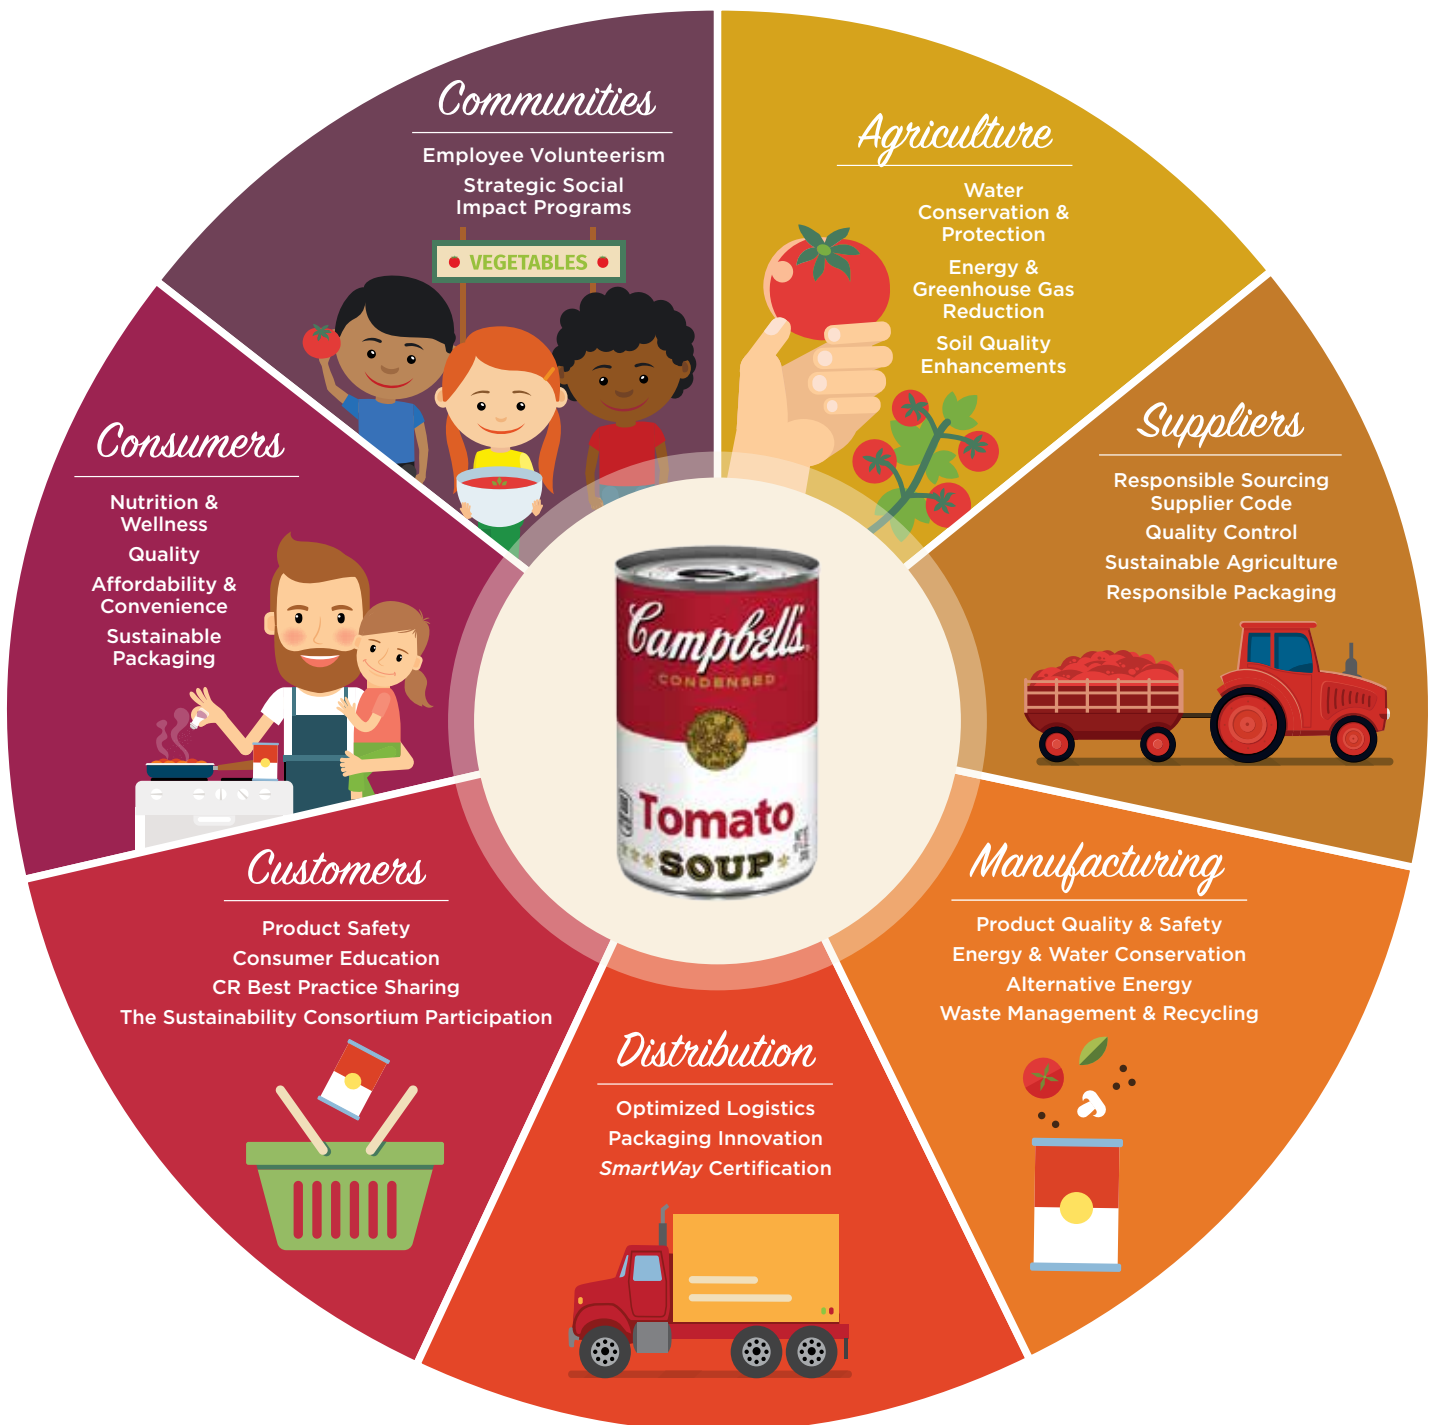 Communities
Employee Volunteerism
Strategic Social
Impact Programs
VEGETABLES
Agriculture
Water
Conservation &
Protection
Energy &
Greenhouse Gas
Reduction
Soil Quality
Enhancements
Suppliers
Responsible Sourcing
Supplier Code
Quality Control
Sustainable Agriculture
Responsible Packaging
Manufacturing
Product Quality & Safety
Energy & Water Conservation
Alternative Energy
Waste Management & Recycling
Distribution
Optimized Logistics
Packaging Innovation
SmartWay Certification
Customers
Product Safety
Consumer Education
CR Best Practice Sharing
The Sustainability Consortium Participation
Consumers
Nutrition &
Wellness
Quality
Affordability &
Convenience
Sustainable
Packaging
Campbell's
CONDENSED
Tomato
SOUP